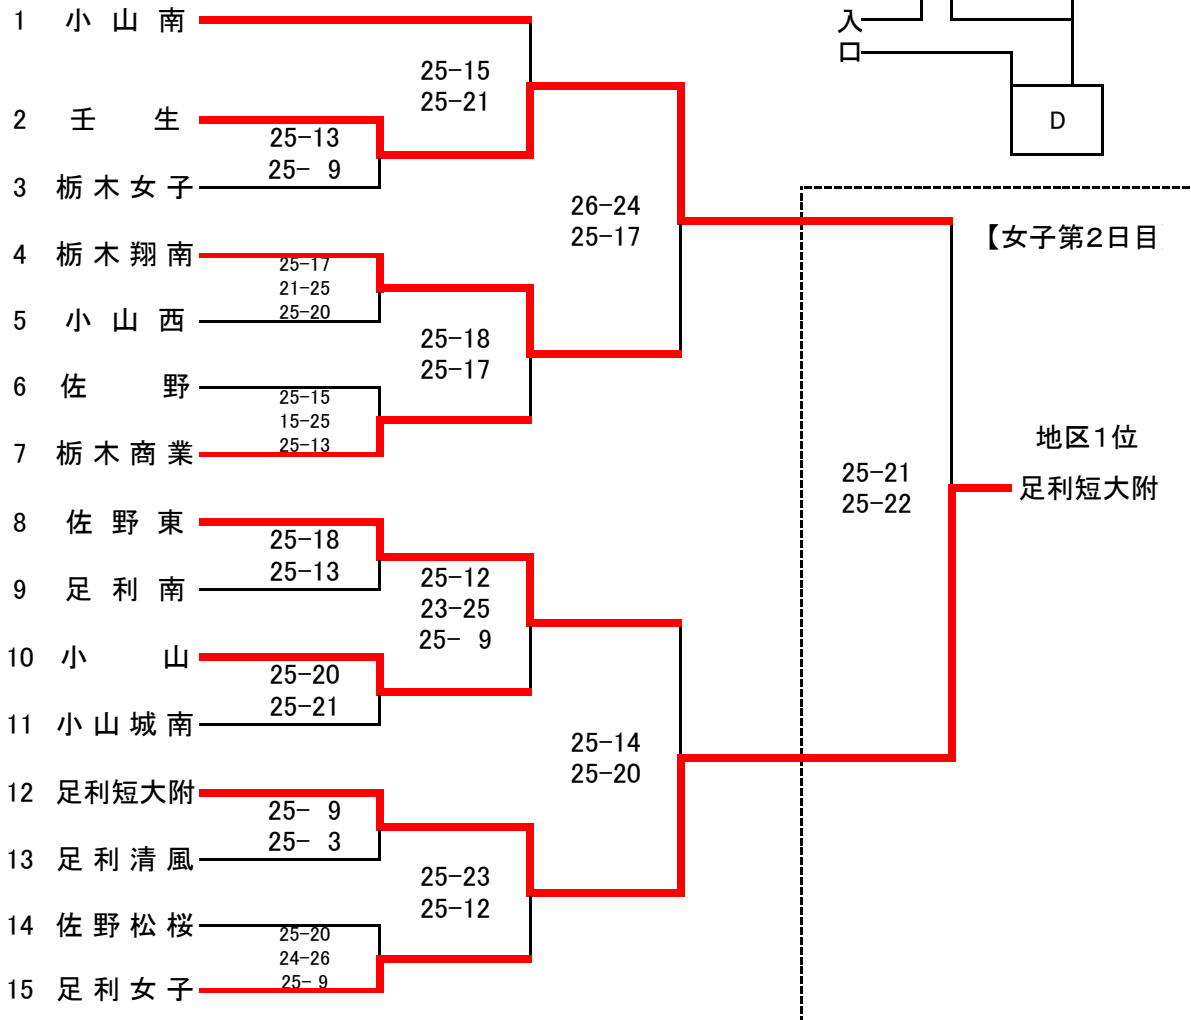 1 小山南
25-15
25-21
2 壬生
25-13
25- 9
3 栃木女子
26-24
25-17
4 栃木翔南
25-17
21-25
25-20
5 小山西
25-18
25-17
6 佐野
25-15
15-25
25-13
7 栃木商業
8 佐野東
25-18
25-13
9 足利南
25-12
23-25
25- 9
10 小山
25-20
25-21
11 小山城南
25-14
25-20
12 足利短大附
25- 9
25- 3
13 足利清風
25-23
25-12
14 佐野松桜
25-20
24-26
25- 9
15 足利女子
入
口
D
【女子第2日目
25-21
25-22
地区1位
足利短大附